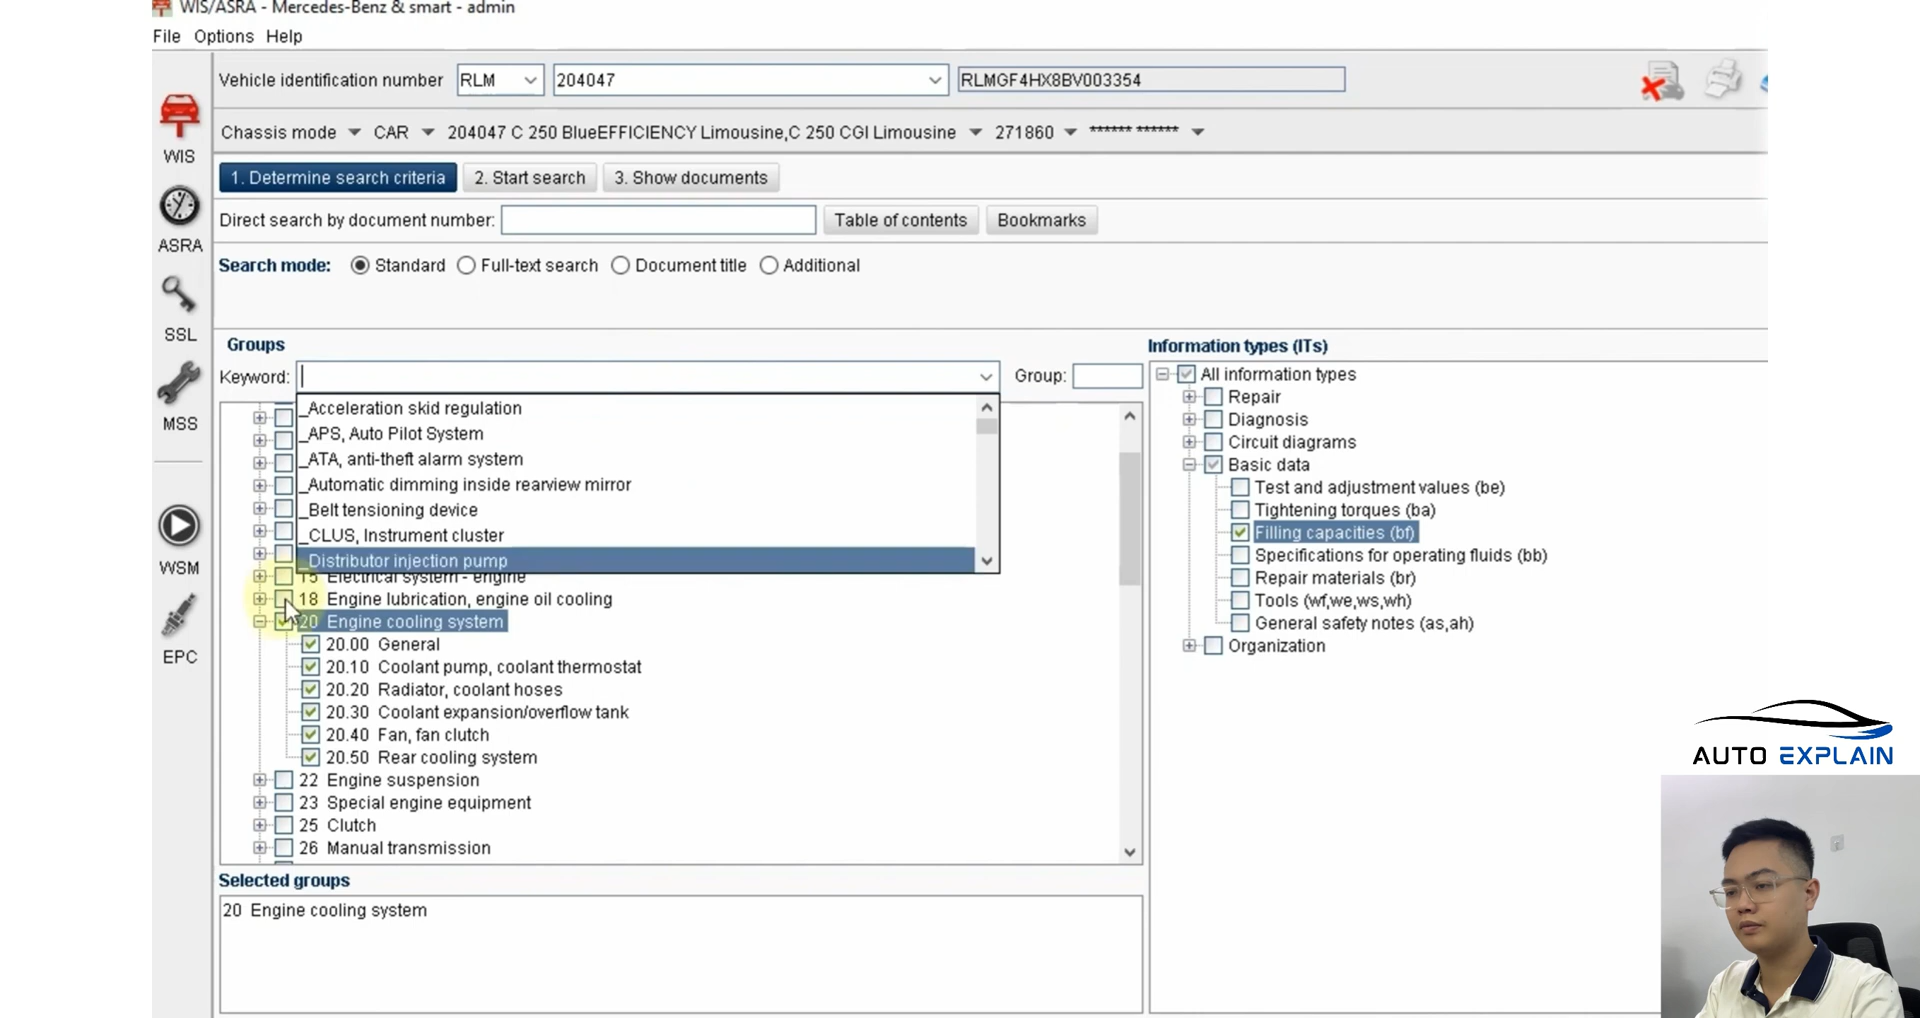 WIS/ASRA - Mercedes-Benz & smart - admin
File Options Help
Vehicle identification number RLM 204047 RLMGF4HX8BV003354
Chassis mode CAR 204047 C 250 BlueEFFICIENCY Limousine,C 250 CGI Limousine 271860 ****** ******
1. Determine search criteria 2. Start search 3. Show documents
Direct search by document number: Table of contents Bookmarks
Search mode: Standard Full-text search Document title Additional
WIS
ASRA
SSL
MSS
WSM
EPC
Groups
Keyword: Group:
_Acceleration skid regulation
_APS, Auto Pilot System
_ATA, anti-theft alarm system
_Automatic dimming inside rearview mirror
_Belt tensioning device
_CLUS, Instrument cluster
_Distributor injection pump
15 Electrical system - engine
18 Engine lubrication, engine oil cooling
20 Engine cooling system
20.00 General
20.10 Coolant pump, coolant thermostat
20.20 Radiator, coolant hoses
20.30 Coolant expansion/overflow tank
20.40 Fan, fan clutch
20.50 Rear cooling system
22 Engine suspension
23 Special engine equipment
25 Clutch
26 Manual transmission
Selected groups
20 Engine cooling system
Information types (ITs)
All information types
Repair
Diagnosis
Circuit diagrams
Basic data
Test and adjustment values (be)
Tightening torques (ba)
Filling capacities (bf)
Specifications for operating fluids (bb)
Repair materials (br)
Tools (wf,we,ws,wh)
General safety notes (as,ah)
Organization
AUTO EXPLAIN